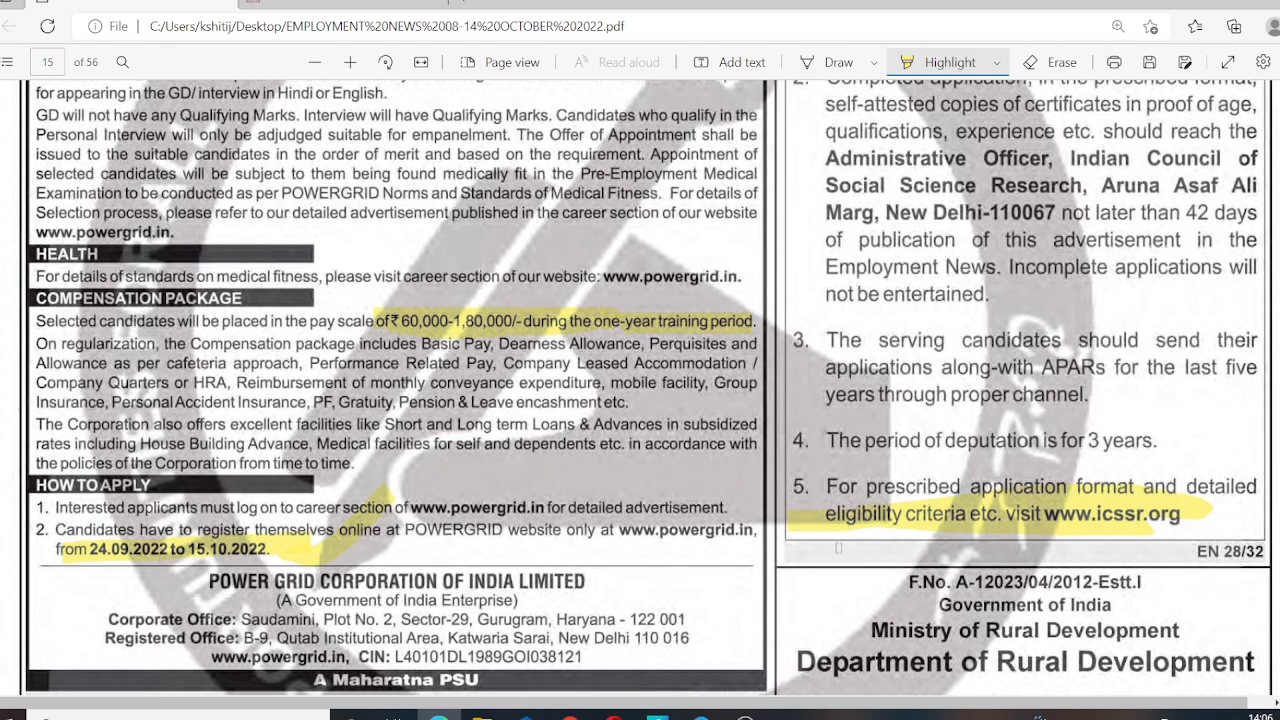 File
C:/Users/kshitij/Desktop/EMPLOYMENT%20NEWS%2008-14%20OCTOBER%202022.pdf
15 of 56
Page view
Read aloud
Add text
Draw
Highlight
Erase
for appearing in the GD/ interview in Hindi or English.
GD will not have any Qualifying Marks. Interview will have Qualifying Marks. Candidates who qualify in the
Personal Interview will only be adjudged suitable for empanelment. The Offer of Appointment shall be
issued to the suitable candidates in the order of merit and based on the requirement. Appointment of
selected candidates will be subject to them being found medically fit in the Pre-Employment Medical
Examination to be conducted as per POWERGRID Norms and Standards of Medical Fitness. For details of
Selection process, please refer to our detailed advertisement published in the career section of our website
www.powergrid.in.
HEALTH
For details of standards on medical fitness, please visit career section of our website: www.powergrid.in.
COMPENSATION PACKAGE
Selected candidates will be placed in the pay scale of ₹ 60,000-1,80,000/- during the one-year training period.
On regularization, the Compensation package includes Basic Pay, Dearness Allowance, Perquisites and
Allowance as per cafeteria approach, Performance Related Pay, Company Leased Accommodation /
Company Quarters or HRA, Reimbursement of monthly conveyance expenditure, mobile facility, Group
Insurance, Personal Accident Insurance, PF, Gratuity, Pension & Leave encashment etc.
The Corporation also offers excellent facilities like Short and Long term Loans & Advances in subsidized
rates including House Building Advance, Medical facilities for self and dependents etc. in accordance with
the policies of the Corporation from time to time.
HOW TO APPLY
1. Interested applicants must log on to career section of www.powergrid.in for detailed advertisement.
2. Candidates have to register themselves online at POWERGRID website only at www.powergrid.in,
from 24.09.2022 to 15.10.2022.
POWER GRID CORPORATION OF INDIA LIMITED
(A Government of India Enterprise)
Corporate Office: Saudamini, Plot No. 2, Sector-29, Gurugram, Haryana - 122 001
Registered Office: B-9, Qutab Institutional Area, Katwaria Sarai, New Delhi 110 016
www.powergrid.in, CIN: L40101DL1989GOI038121
A Maharatna PSU
2. Completed application, in the prescribed format,
self-attested copies of certificates in proof of age,
qualifications, experience etc. should reach the
Administrative Officer, Indian Council of
Social Science Research, Aruna Asaf Ali
Marg, New Delhi-110067 not later than 42 days
of publication of this advertisement in the
Employment News. Incomplete applications will
not be entertained.
3. The serving candidates should send their
applications along-with APARs for the last five
years through proper channel.
4. The period of deputation is for 3 years.
5. For prescribed application format and detailed
eligibility criteria etc. visit www.icssr.org
EN 28/32
F.No. A-12023/04/2012-Estt.I
Government of India
Ministry of Rural Development
Department of Rural Development
14:06